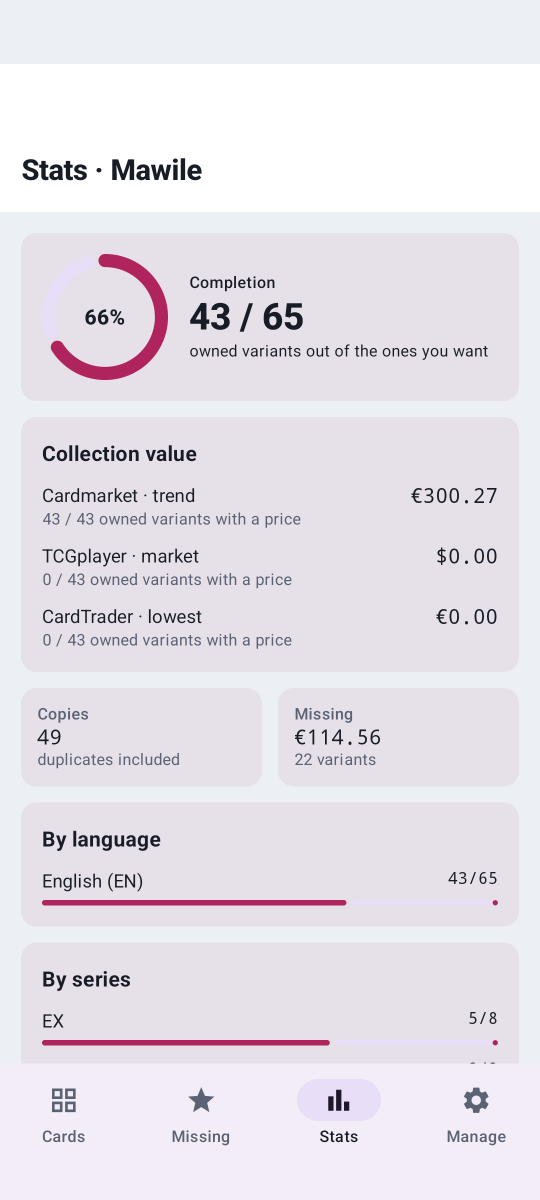 Stats · Mawile
66%
Completion
43 / 65
owned variants out of the ones you want
Collection value
Cardmarket · trend
€300.27
43 / 43 owned variants with a price
TCGplayer · market
$0.00
0 / 43 owned variants with a price
CardTrader · lowest
€0.00
0 / 43 owned variants with a price
Copies
49
duplicates included
Missing
€114.56
22 variants
By language
English (EN)
43/65
By series
EX
5/8
Cards
Missing
Stats
Manage